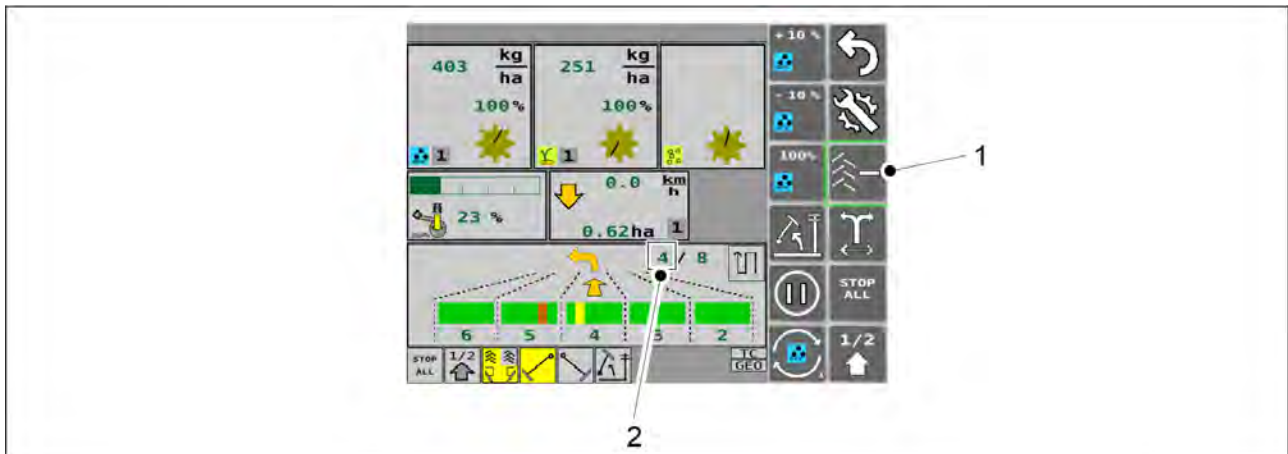 403 kg/ha
100%
1
251 kg/ha
100%
1
23 %
0.0 km/h
0.62ha 1
4 / 8
6 5 4 3 2
STOP ALL 1/2
TC
GEO
+10 %
- 10 %
100%
STOP ALL
1/2
1
2